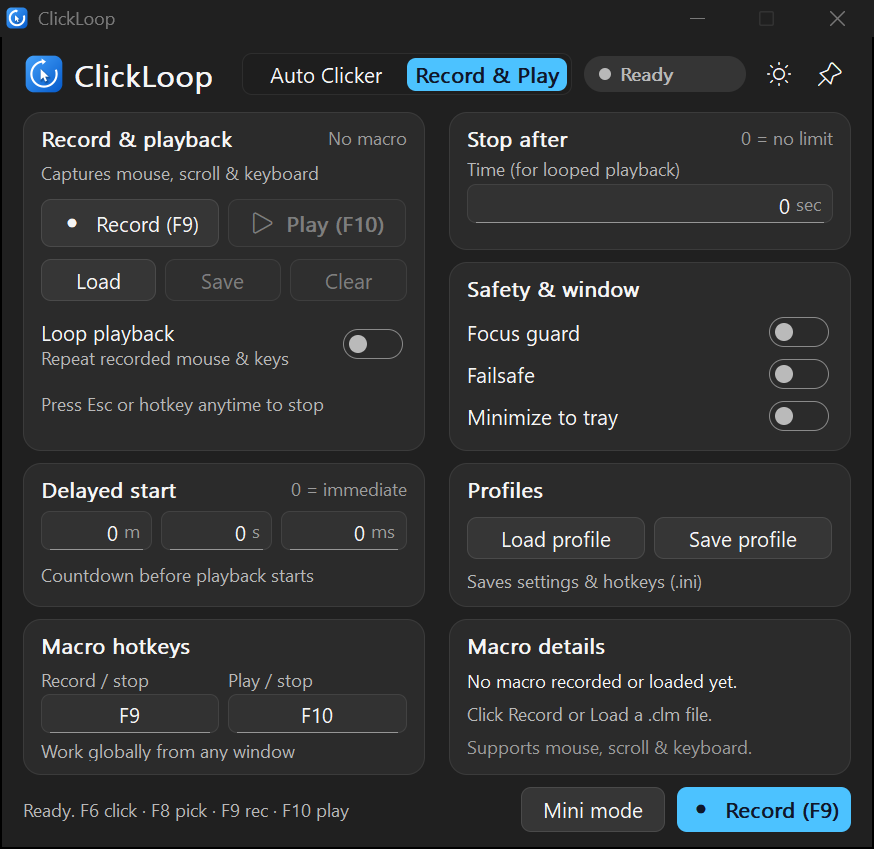 ClickLoop
ClickLoop
Auto Clicker
Record & Play
Ready
Record & playback
No macro
Captures mouse, scroll & keyboard
Record (F9)
Play (F10)
Load
Save
Clear
Loop playback
Repeat recorded mouse & keys
Press Esc or hotkey anytime to stop
Stop after
0 = no limit
Time (for looped playback)
0 sec
Safety & window
Focus guard
Failsafe
Minimize to tray
Delayed start
0 = immediate
0 m
0 s
0 ms
Countdown before playback starts
Profiles
Load profile
Save profile
Saves settings & hotkeys (.ini)
Macro hotkeys
Record / stop
Play / stop
F9
F10
Work globally from any window
Macro details
No macro recorded or loaded yet.
Click Record or Load a .clm file.
Supports mouse, scroll & keyboard.
Ready. F6 click · F8 pick · F9 rec · F10 play
Mini mode
Record (F9)